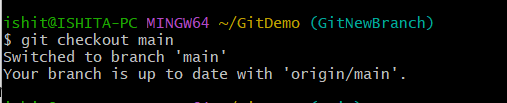 ishit@ISHITA-PC MINGW64 ~/GitDemo (GitNewBranch)
$ git checkout main
Switched to branch 'main'
Your branch is up to date with 'origin/main'.